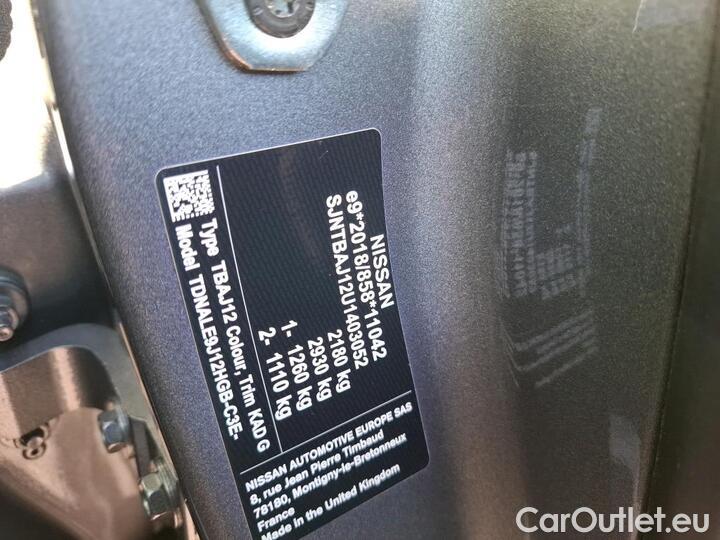 NISSAN
e9*2018/858*11042
SJNTBAJ12U1403052
2180 kg
2930 kg
1- 1260 kg
2- 1110 kg
Type TBAJ12 Colour, Trim KAD G
Model TDNALE9J12HGB-C3E-
NISSAN AUTOMOTIVE EUROPE SAS
8, rue Jean Pierre Timbaud
78180, Montigny-le-Bretonneux
France
Made in the United Kingdom
CarOutlet.eu